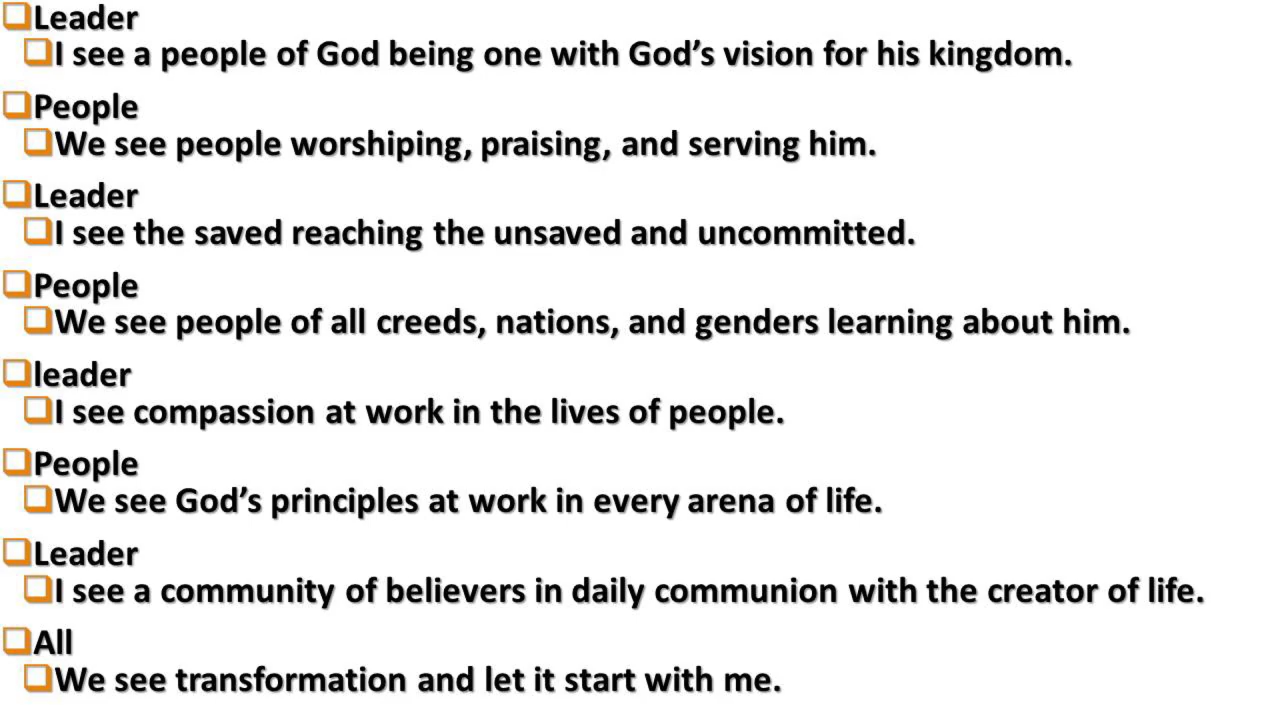 Leader
I see a people of God being one with God’s vision for his kingdom.
People
We see people worshiping, praising, and serving him.
Leader
I see the saved reaching the unsaved and uncommitted.
People
We see people of all creeds, nations, and genders learning about him.
leader
I see compassion at work in the lives of people.
People
We see God’s principles at work in every arena of life.
Leader
I see a community of believers in daily communion with the creator of life.
All
We see transformation and let it start with me.